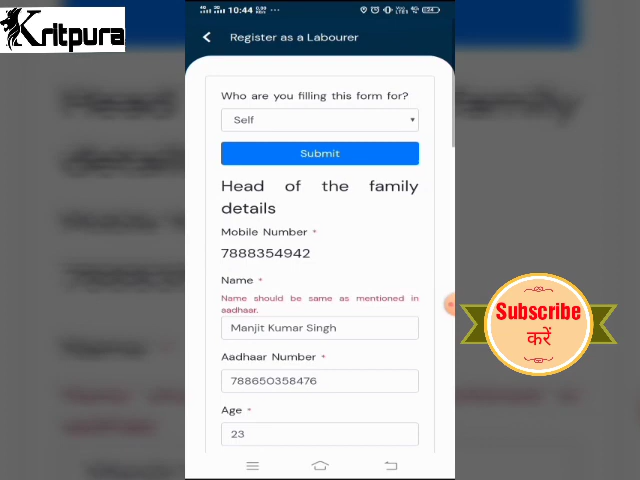 Kritpura
10:44
Register as a Labourer
Who are you filling this form for?
Self
Submit
Head of the family
details
Mobile Number *
7888354942
Name *
Name should be same as mentioned in
aadhaar.
Manjit Kumar Singh
Aadhaar Number *
788650358476
Age *
23
Subscribe
करें